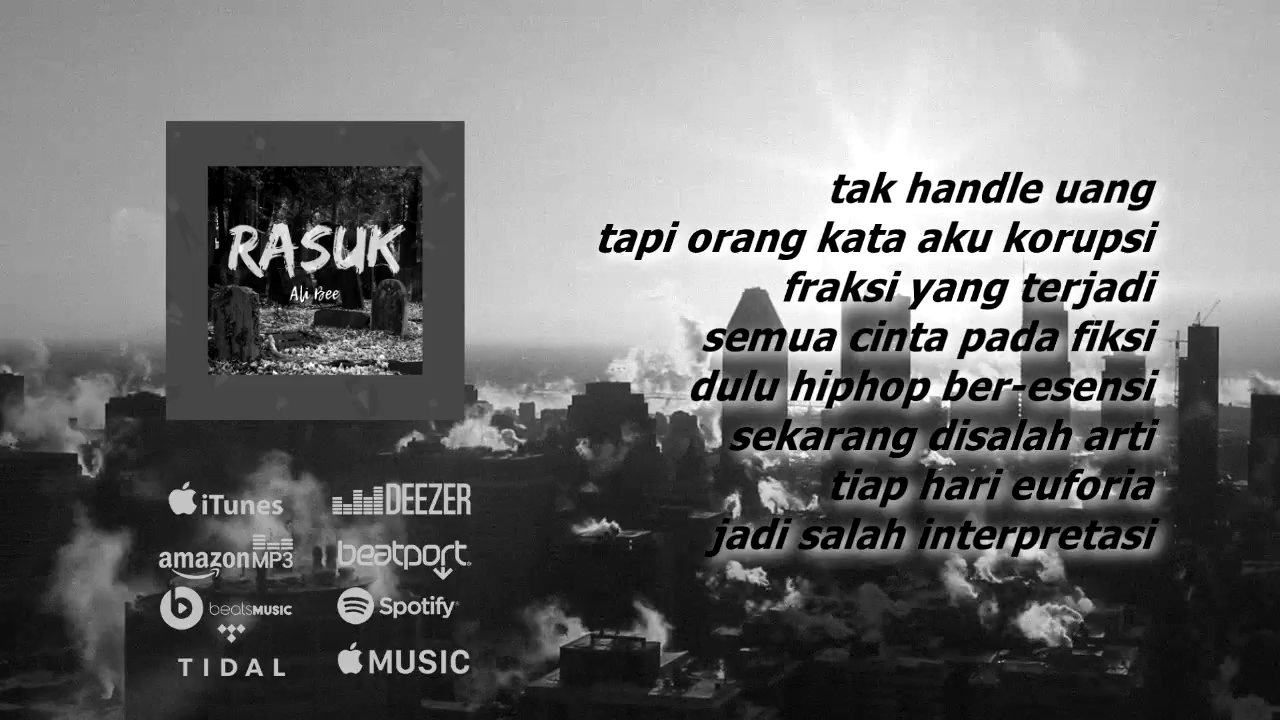 RASUK
Ali Bee
iTunes
DEEZER
amazonMP3
beatport
beatsMUSIC
Spotify
TIDAL
MUSIC
tak handle uang
tapi orang kata aku korupsi
fraksi yang terjadi
semua cinta pada fiksi
dulu hiphop ber-esensi
sekarang disalah arti
tiap hari euforia
jadi salah interpretasi